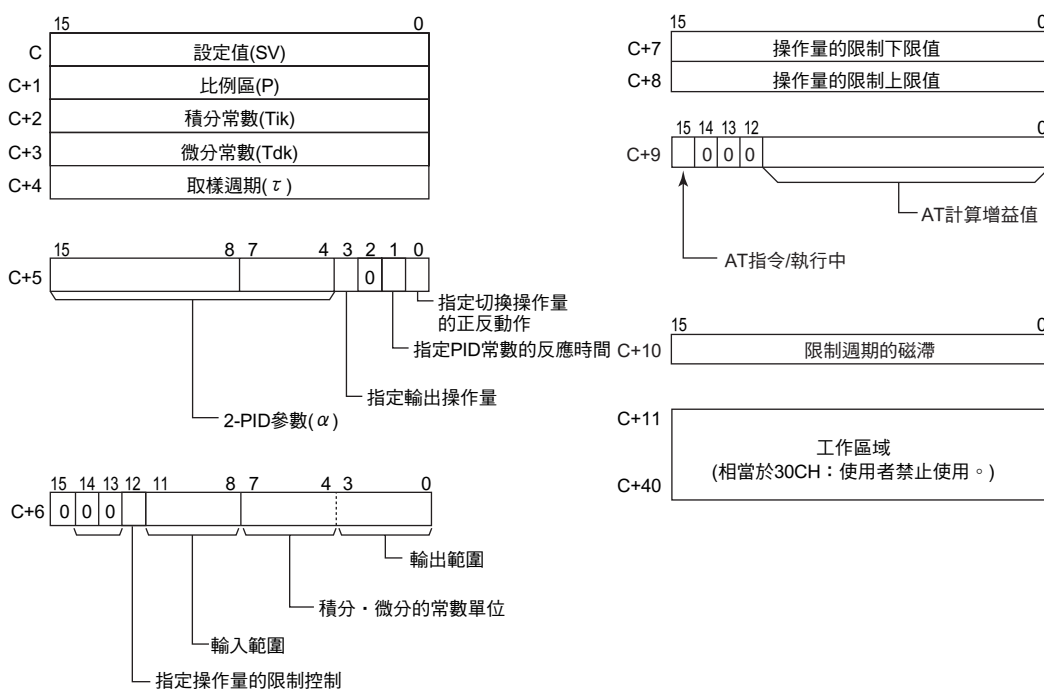 15 0
C 設定值(SV)
C+1 比例區(P)
C+2 積分常數(Tik)
C+3 微分常數(Tdk)
C+4 取樣週期(τ)
15 8 7 4 3 2 1 0
C+5 0
指定切換操作量
的正反動作
指定PID常數的反應時間
指定輸出操作量
2-PID參數(α)
15 14 13 12 11 8 7 4 3 0
C+6 0 0 0
輸出範圍
積分・微分的常數單位
輸入範圍
指定操作量的限制控制
15 0
C+7 操作量的限制下限值
C+8 操作量的限制上限值
15 14 13 12 0
C+9 0 0 0
AT計算增益值
AT指令/執行中
15 0
C+10 限制週期的磁滯
C+11
工作區域
(相當於30CH：使用者禁止使用。)
C+40